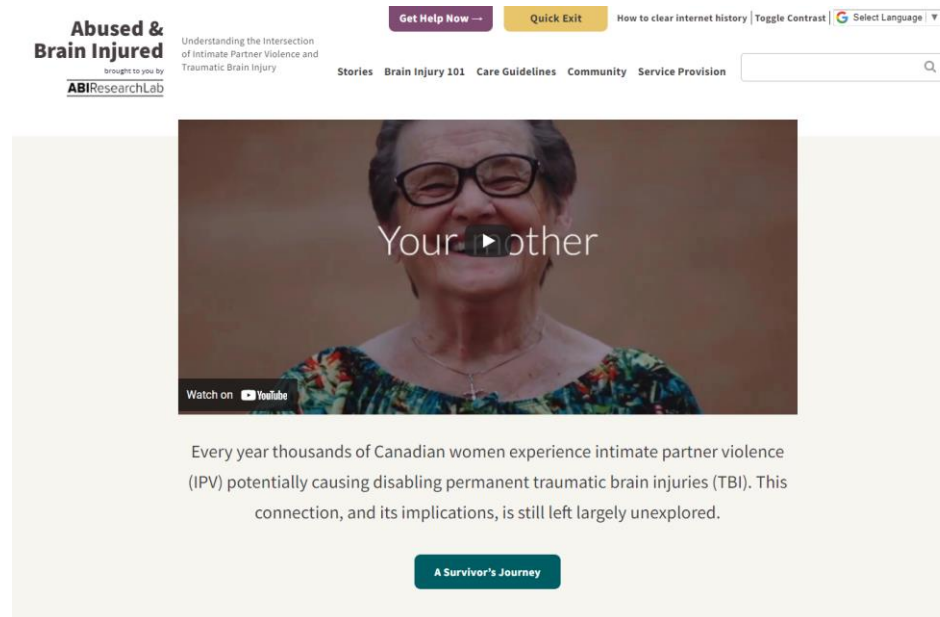 Abused &
Brain Injured
brought to you by
ABIResearchLab
Understanding the Intersection
of Intimate Partner Violence and
Traumatic Brain Injury
Get Help Now →
Quick Exit
How to clear internet history
Toggle Contrast
Select Language ▼
Stories Brain Injury 101 Care Guidelines Community Service Provision
Your mother
Watch on YouTube
Every year thousands of Canadian women experience intimate partner violence
(IPV) potentially causing disabling permanent traumatic brain injuries (TBI). This
connection, and its implications, is still left largely unexplored.
A Survivor's Journey